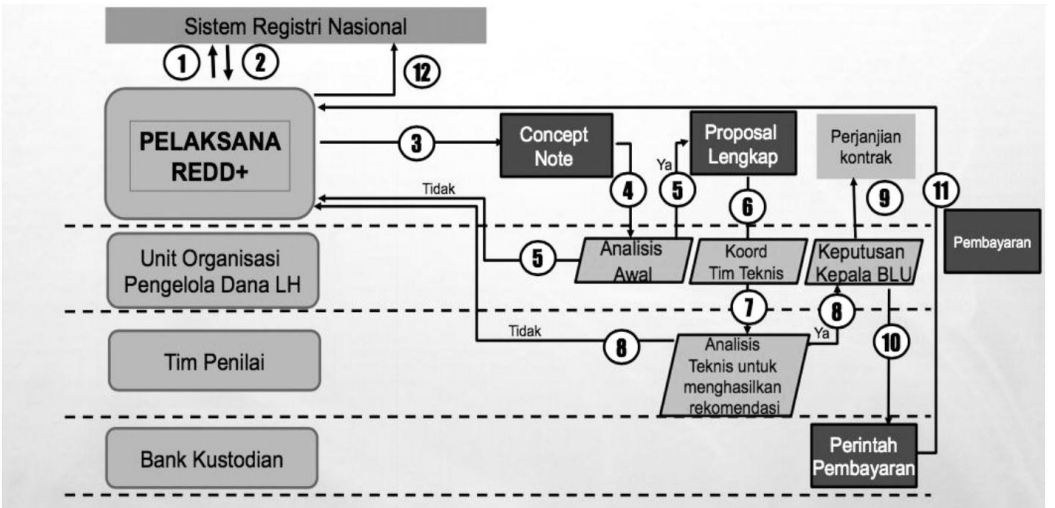 Sistem Registri Nasional
1
2
12
PELAKSANA
REDD+
3
Concept
Note
Ya
Proposal
Lengkap
Perjanjian
kontrak
4
5
6
9
11
Tidak
Pembayaran
Unit Organisasi
Pengelola Dana LH
5
Analisis
Awal
Koord
Tim Teknis
Keputusan
Kepala BLU
7
8
10
Tidak
8
Ya
Tim Penilai
Analisis
Teknis untuk
menghasilkan
rekomendasi
Bank Kustodian
Perintah
Pembayaran